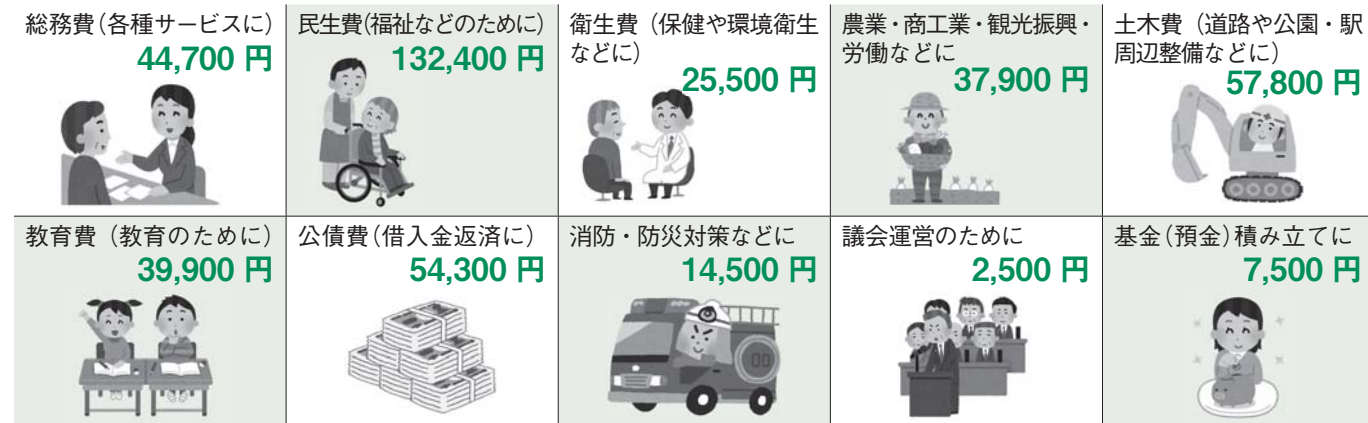 総務費(各種サービスに)
44,700 円
民生費(福祉などのために)
132,400 円
衛生費(保健や環境衛生
などに)
25,500 円
農業・商工業・観光振興・
労働などに
37,900 円
土木費(道路や公園・駅
周辺整備などに)
57,800 円
教育費(教育のために)
39,900 円
公債費(借入金返済に)
54,300 円
消防・防災対策などに
14,500 円
議会運営のために
2,500 円
基金(預金)積み立てに
7,500 円